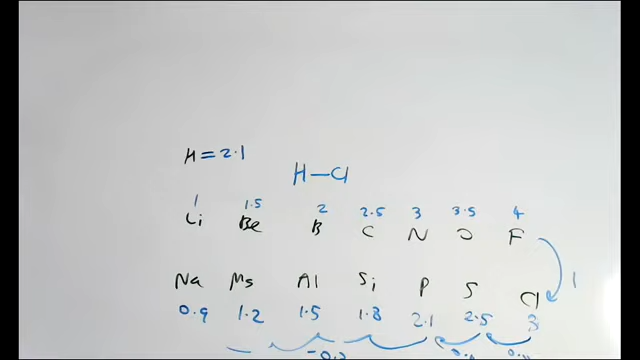 H = 2.1
H—Cl
1 1.5 2 2.5 3 3.5 4
Li Be B C N O F
Na Mg Al Si P S Cl 1
0.9 1.2 1.5 1.8 2.1 2.5 3